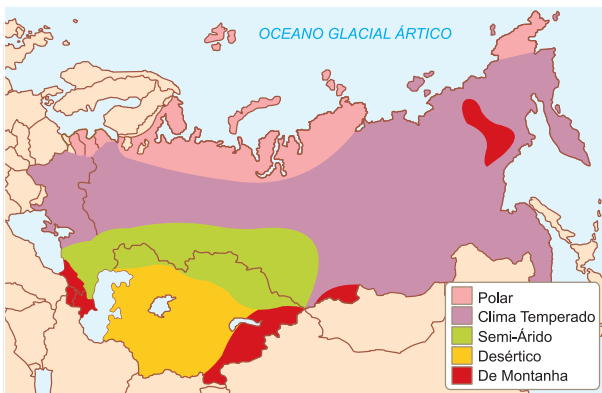 OCEANO GLACIAL ÁRTICO
Polar
Clima Temperado
Semi-Árido
Desértico
De Montanha